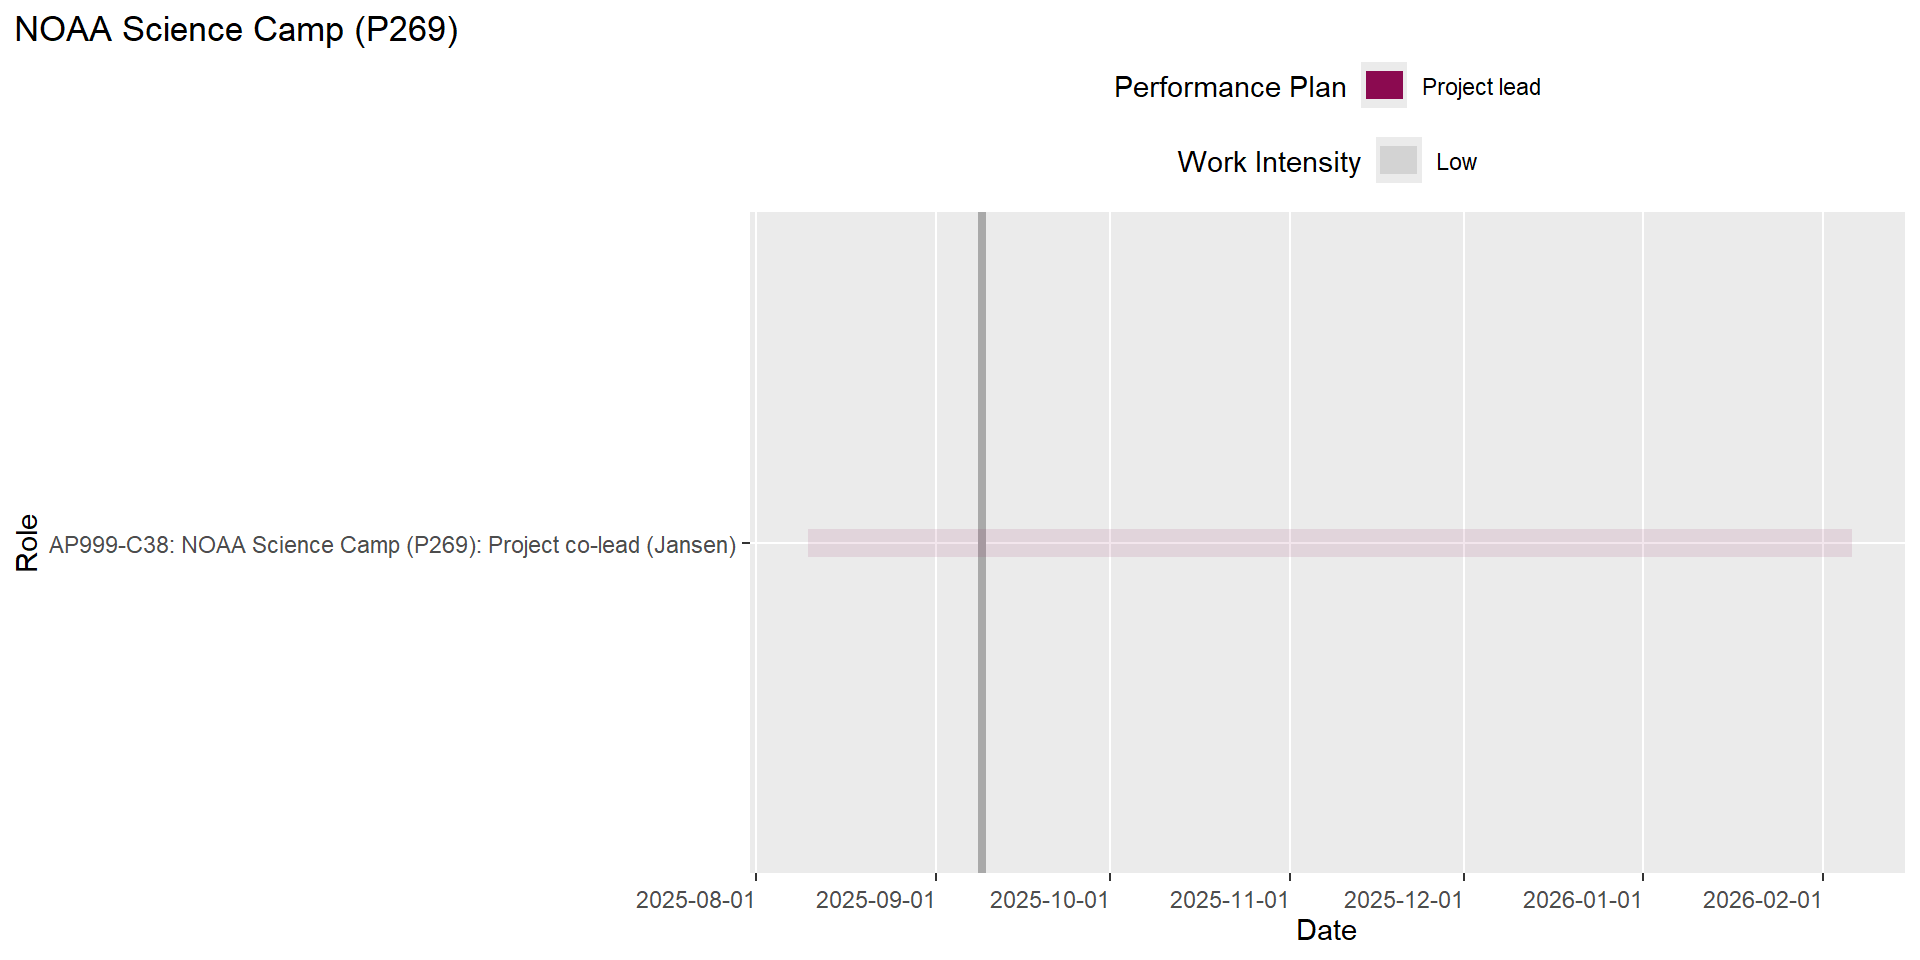 NOAA Science Camp (P269)
Performance Plan Project lead
Work Intensity Low
Role
AP999-C38: NOAA Science Camp (P269): Project co-lead (Jansen)
2025-08-01 2025-09-01 2025-10-01 2025-11-01 2025-12-01 2026-01-01 2026-02-01
Date